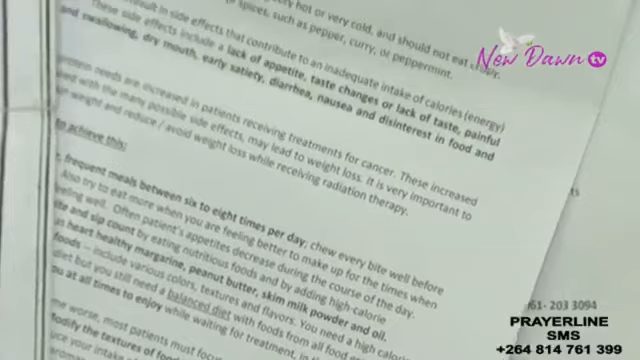 very hot or very cold, and should not eat
spices, such as pepper, curry, or peppermint.
result in side effects that contribute to an inadequate intake of calories (energy)
These side effects include a lack of appetite, taste changes or lack of taste, painful
and swallowing, dry mouth, early satiety, diarrhea, nausea and disinterest in food and
protein needs are increased in patients receiving treatments for cancer. These increased
with the many possible side effects, may lead to weight loss. It is very important to
weight and reduce / avoid weight loss while receiving radiation therapy.
to achieve this:
frequent meals between six to eight times per day, chew every bite well before
Also try to eat more when you are feeling better to make up for the times when
feeling well. Often patient's appetites decrease during the course of the day.
bite and sip count by eating nutritious foods and by adding high-calorie
as heart healthy margarine, peanut butter, skim milk powder and oil.
foods – include various colors, textures and flavors. You need a high calorie
diet but you still need a balanced diet with foods from all food
at all times to enjoy while waiting for treatment, in
worse, most patients must focus
modify the textures of
your intake
New Dawn tv
061- 203 3094
PRAYERLINE
SMS
+264 814 761 399